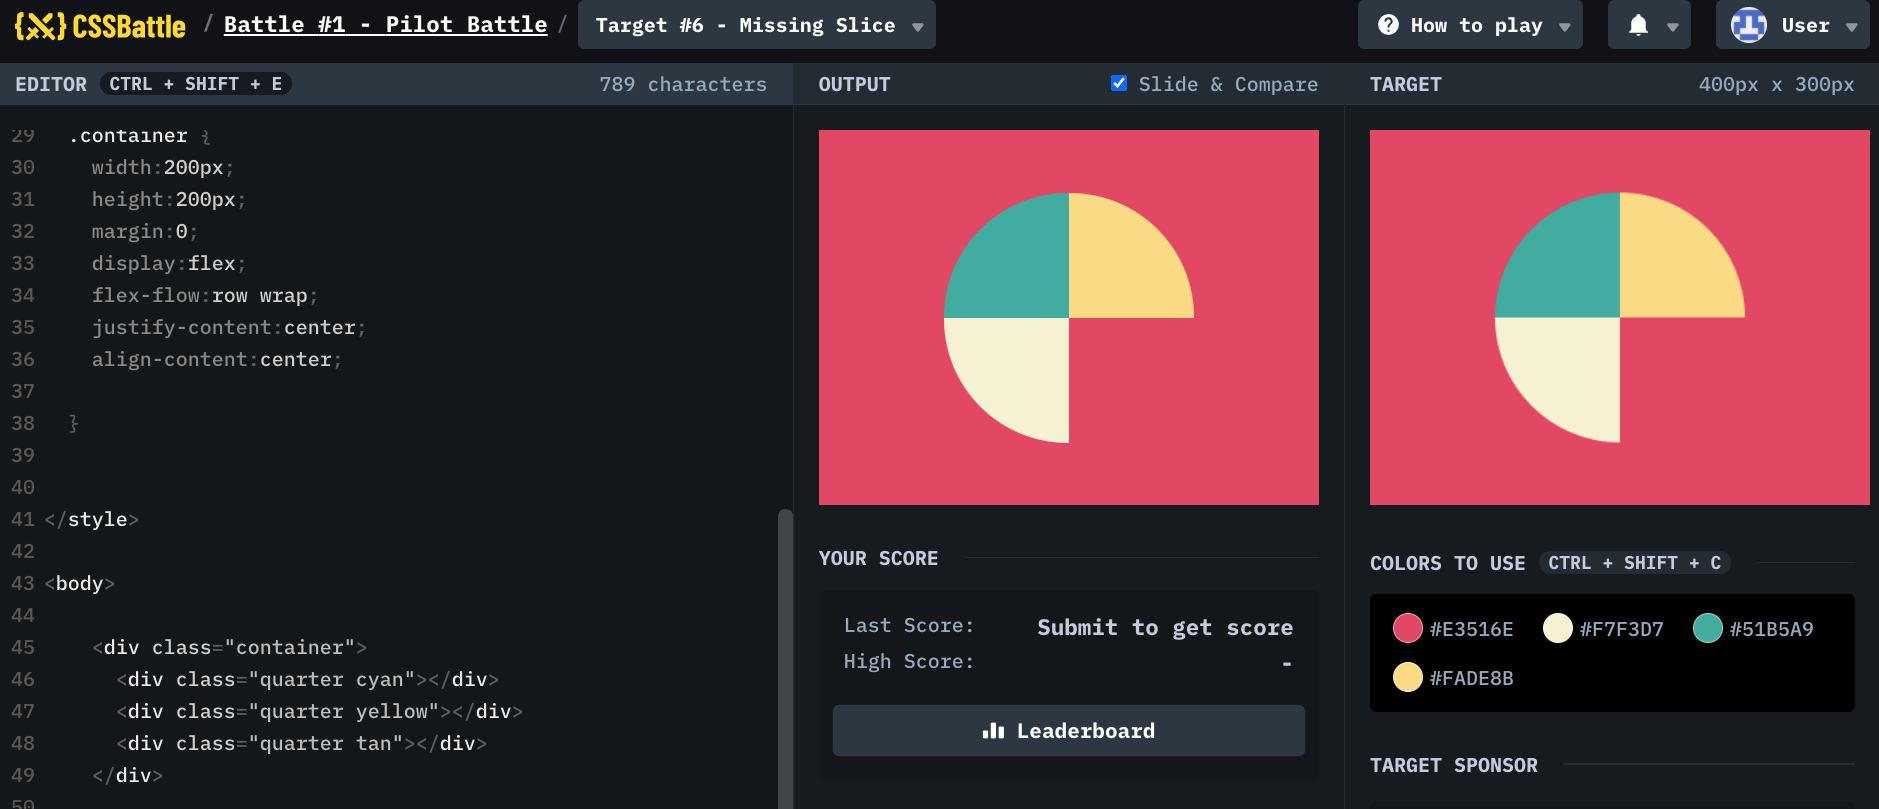 {XX} CSSBattle / Battle #1 - Pilot Battle / Target #6 - Missing Slice How to play User
EDITOR CTRL + SHIFT + E 789 characters
29 .container {
30 width:200px;
31 height:200px;
32 margin:0;
33 display:flex;
34 flex-flow:row wrap;
35 justify-content:center;
36 align-content:center;
37
38 }
39
40
41 </style>
42
43 <body>
44
45 <div class="container">
46 <div class="quarter cyan"></div>
47 <div class="quarter yellow"></div>
48 <div class="quarter tan"></div>
49 </div>
50
OUTPUT Slide & Compare
YOUR SCORE
Last Score: Submit to get score
High Score: -
Leaderboard
TARGET 400px x 300px
COLORS TO USE CTRL + SHIFT + C
#E3516E #F7F3D7 #51B5A9
#FADE8B
TARGET SPONSOR